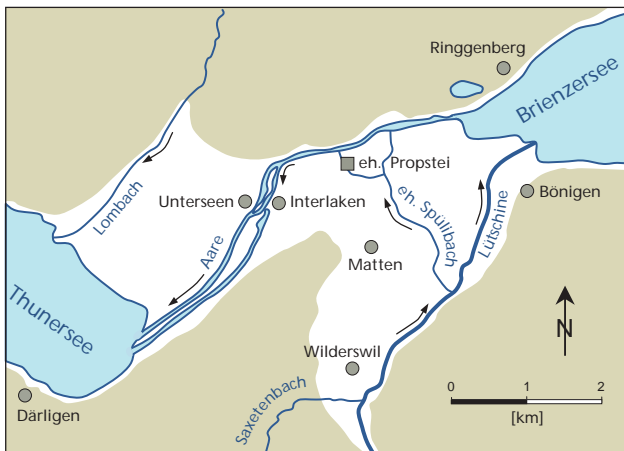 Ringgenberg
Brienzersee
eh. Propstei
Lombach
Unterseen
Interlaken
Bönigen
eh. Spüllbach
Lütschine
Aare
Matten
Thunersee
N
Wilderswil
Saxetenbach
Därligen
0 1 2
[km]